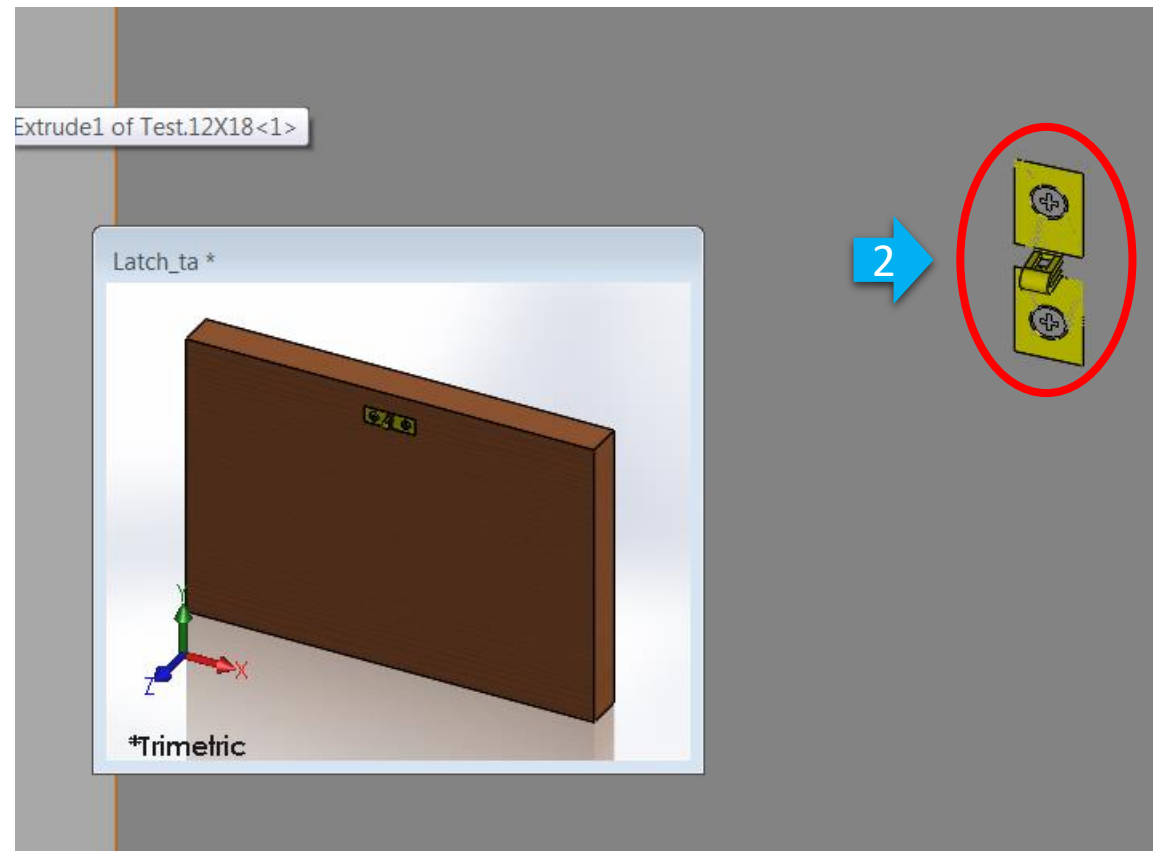 Extrude1 of Test.12X18<1>
2
Latch_ta *
Y
X
Z
*Trimetric